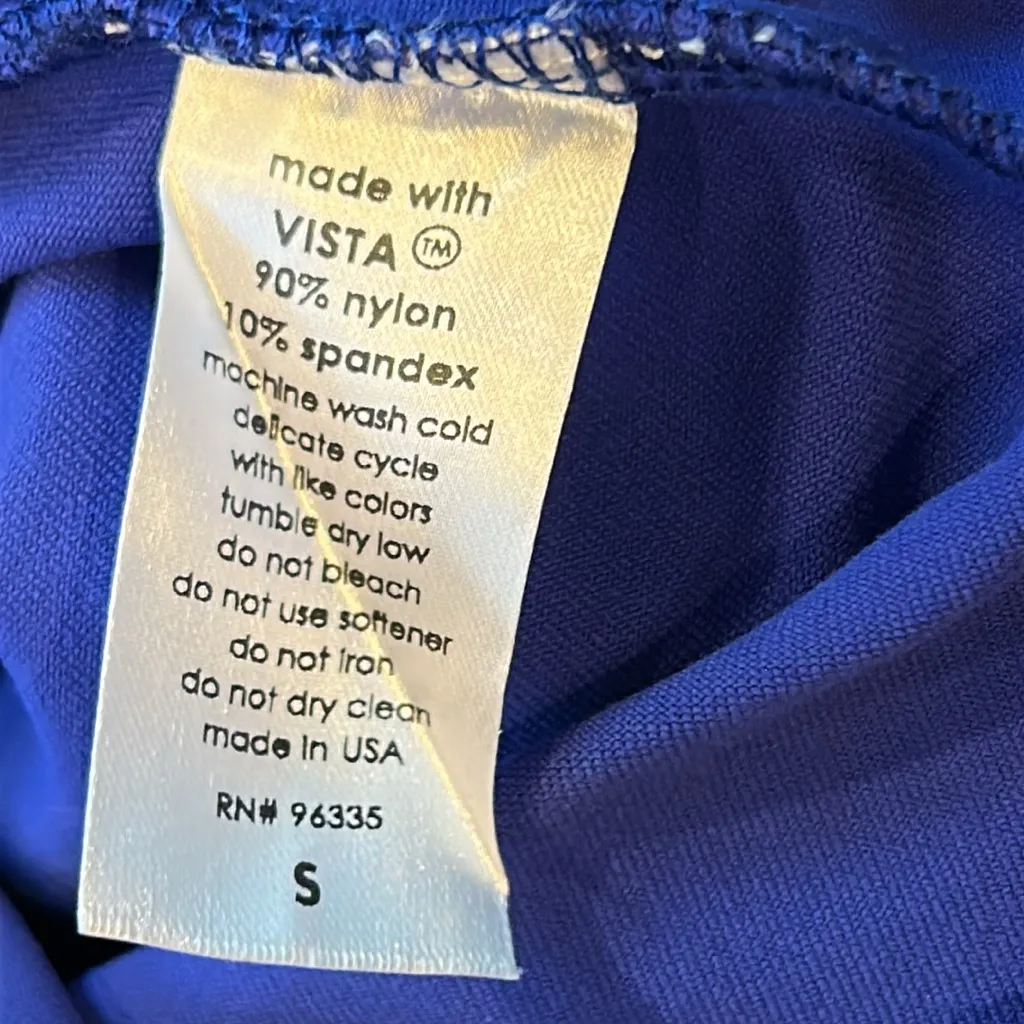 made with
VISTA ™
90% nylon
10% spandex
machine wash cold
delicate cycle
with like colors
tumble dry low
do not bleach
do not use softener
do not iron
do not dry clean
made in USA
RN# 96335
S